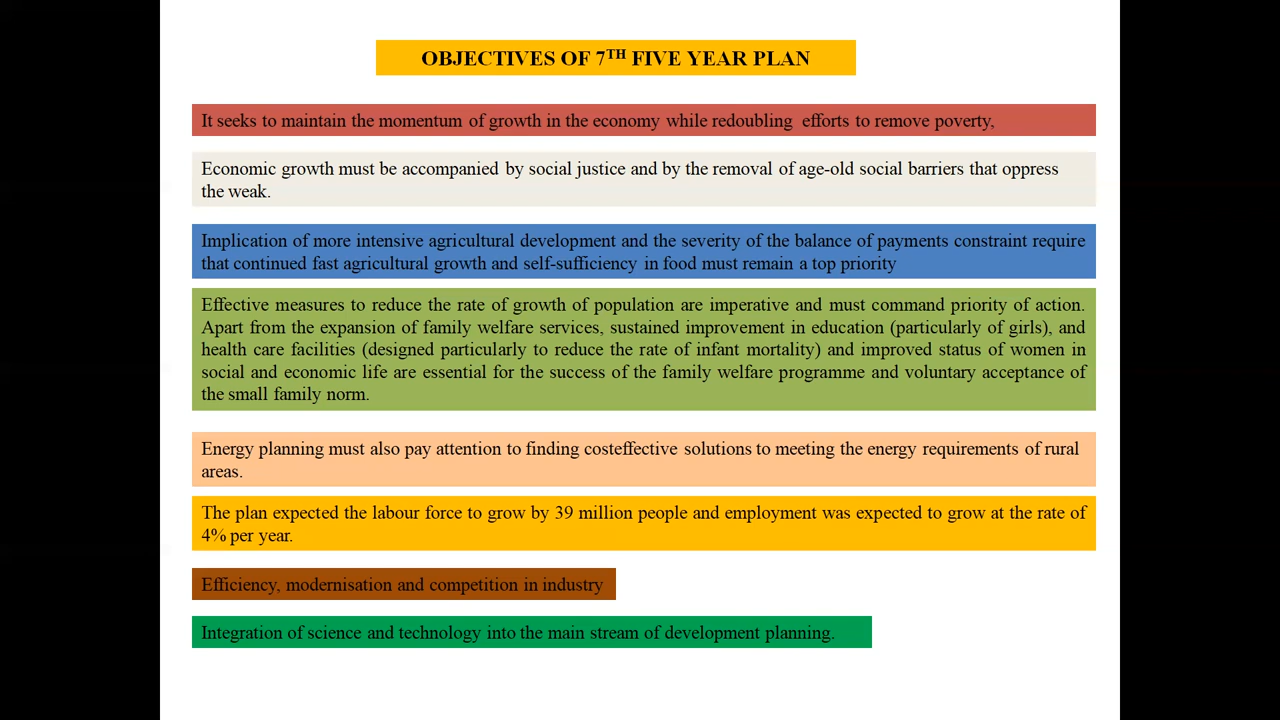 OBJECTIVES OF 7TH FIVE YEAR PLAN
It seeks to maintain the momentum of growth in the economy while redoubling efforts to remove poverty,
Economic growth must be accompanied by social justice and by the removal of age-old social barriers that oppress
the weak.
Implication of more intensive agricultural development and the severity of the balance of payments constraint require
that continued fast agricultural growth and self-sufficiency in food must remain a top priority
Effective measures to reduce the rate of growth of population are imperative and must command priority of action.
Apart from the expansion of family welfare services, sustained improvement in education (particularly of girls), and
health care facilities (designed particularly to reduce the rate of infant mortality) and improved status of women in
social and economic life are essential for the success of the family welfare programme and voluntary acceptance of
the small family norm.
Energy planning must also pay attention to finding costeffective solutions to meeting the energy requirements of rural
areas.
The plan expected the labour force to grow by 39 million people and employment was expected to grow at the rate of
4% per year.
Efficiency, modernisation and competition in industry
Integration of science and technology into the main stream of development planning.